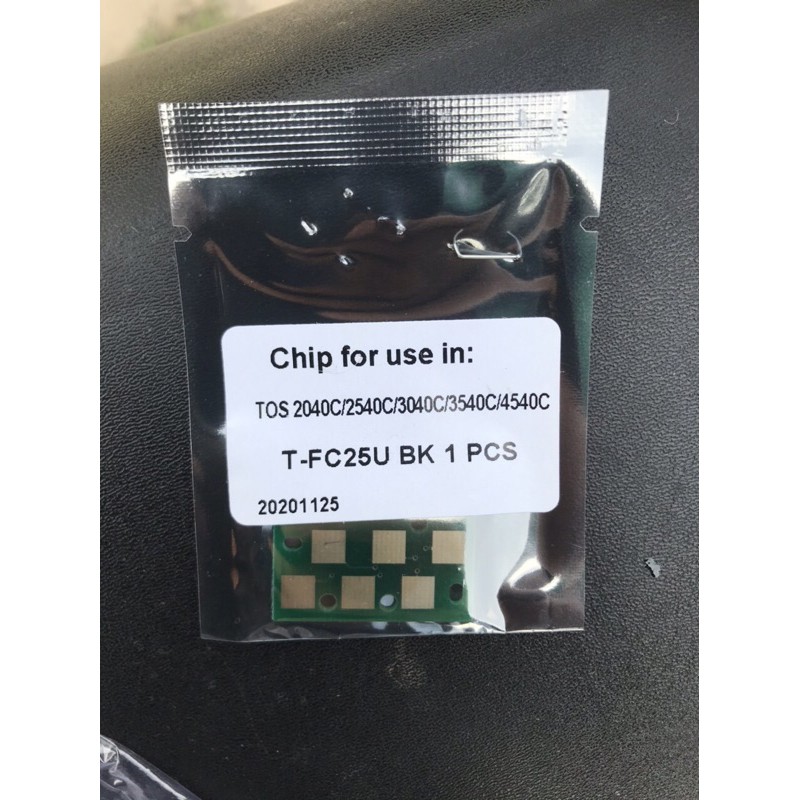 Chip for use in:
TOS 2040C/2540C/3040C/3540C/4540C
T-FC25U BK 1 PCS
20201125